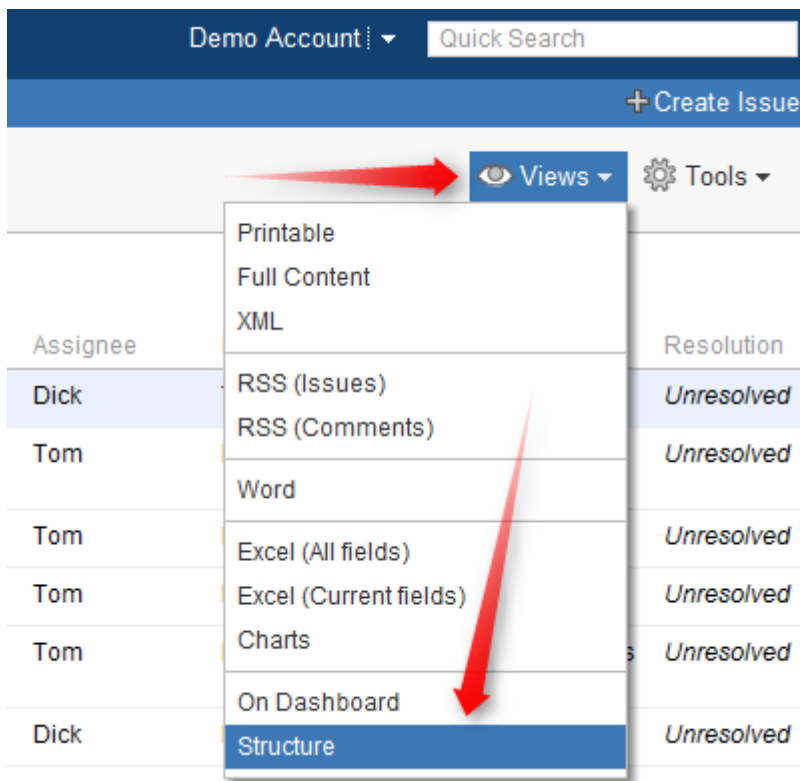 Demo Account
Quick Search
Create Issue
Views
Tools
Printable
Full Content
XML
Assignee
Resolution
RSS (Issues)
Dick
Unresolved
RSS (Comments)
Tom
Unresolved
Word
Tom
Unresolved
Excel (All fields)
Excel (Current fields)
Tom
Unresolved
Charts
Tom
s
Unresolved
On Dashboard
Dick
Unresolved
Structure